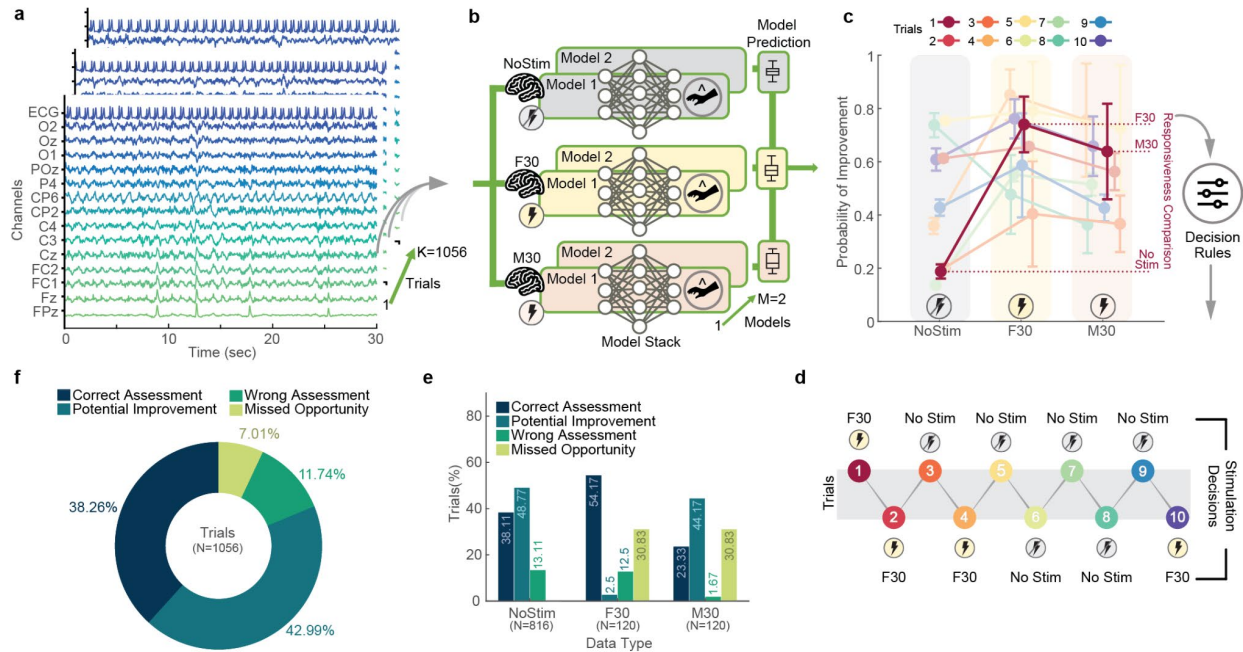 a
ECG
O2
Oz
O1
POz
P4
CP6
CP2
C4
C3
Cz
FC2
FC1
Fz
FPz
Channels
0 10 20 30
Time (sec)
K=1056
Trials
1
b
Model
Prediction
NoStim
Model 2
Model 1
F30
Model 2
Model 1
M30
Model 2
Model 1
M=2
Models
1
Model Stack
c
Trials
1 3 5 7 9
2 4 6 8 10
Probability of Improvement
1
0.8
0.6
0.4
0.2
0
NoStim F30 M30
F30
M30
No
Stim
Responsiveness Comparison
Decision
Rules
f
Correct Assessment Wrong Assessment
Potential Improvement Missed Opportunity
7.01%
11.74%
38.26%
42.99%
Trials
(N=1056)
e
Correct Assessment
Potential Improvement
Wrong Assessment
Missed Opportunity
Trials(%)
80
60
40
20
0
38.11 48.77 13.11
54.17 2.5 12.5 30.83
23.33 44.17 1.67 30.83
NoStim F30 M30
(N=816) (N=120) (N=120)
Data Type
d
F30 No Stim No Stim No Stim No Stim
Trials
1 3 5 7 9
2 4 6 8 10
F30 F30 No Stim No Stim F30
Stimulation
Decisions